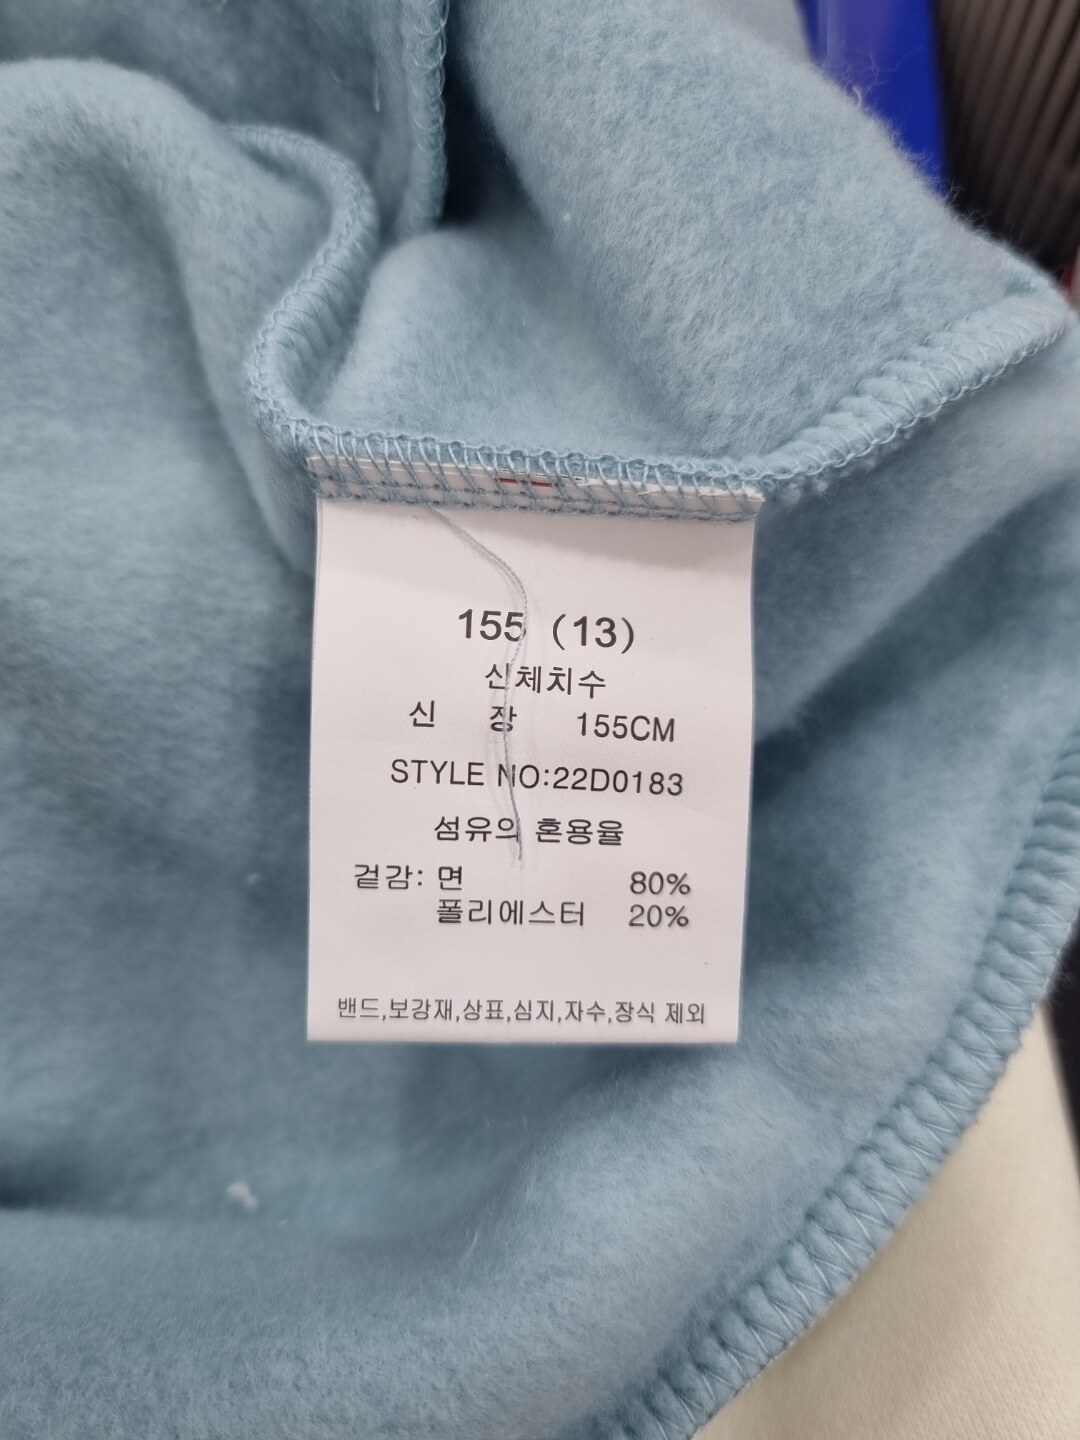 155 (13)
신체치수
신 장 155CM
STYLE NO:22D0183
섬유의 혼용율
겉감: 면 80%
폴리에스터 20%
밴드,보강재,상표,심지,자수,장식 제외